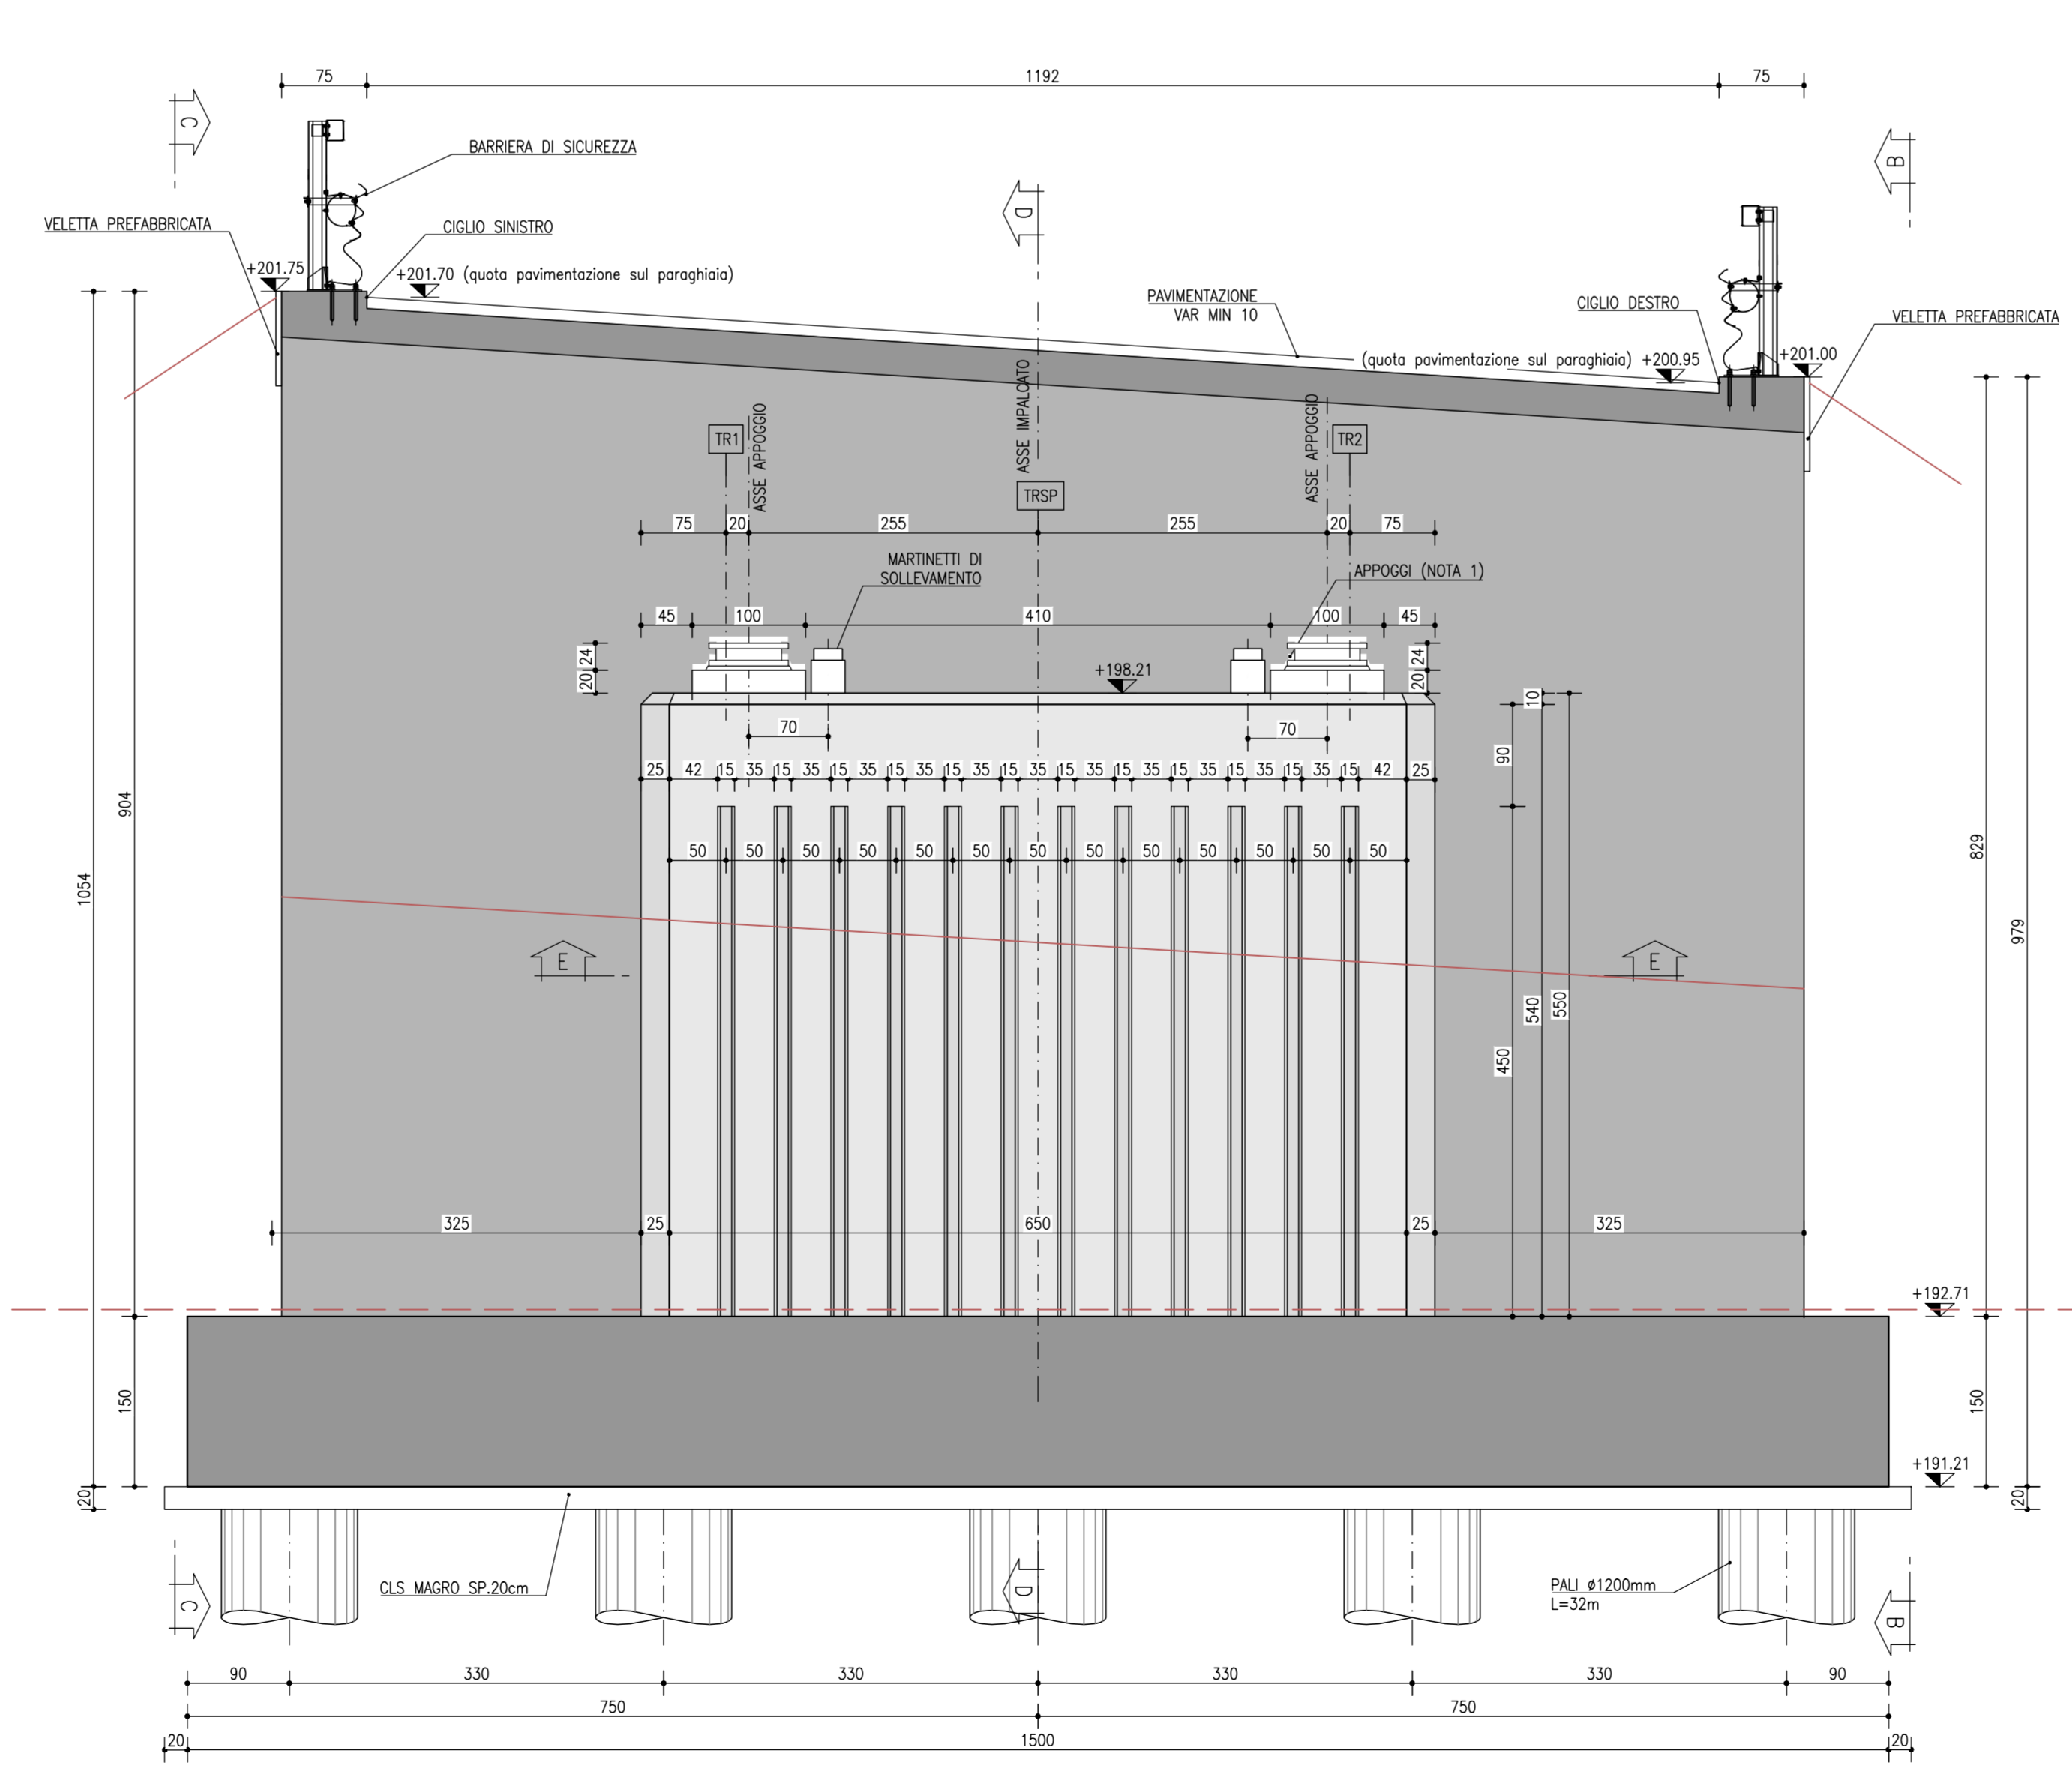 75
1192
75
C
BARRIERA DI SICUREZZA
B
VELETTA PREFABBRICATA
CIGLIO SINISTRO
D
+201.75
+201.70 (quota pavimentazione sul paraghiaia)
PAVIMENTAZIONE
VAR MIN 10
CIGLIO DESTRO
VELETTA PREFABBRICATA
(quota pavimentazione sul paraghiaia) +200.95
+201.00
TR1
ASSE APPOGGIO
ASSE IMPALCATO
ASSE APPOGGIO
TR2
TRSP
75
20
255
255
20
75
MARTINETTI DI
SOLLEVAMENTO
APPOGGI (NOTA 1)
45
100
410
100
45
24
20
+198.21
24
20
10
70
70
90
25 42 15 35 15 35 15 35 15 35 15 35 15 35 15 35 15 35 15 35 15 35 15 35 15 42 25
50 50 50 50 50 50 50 50 50 50 50 50 50
904
1054
829
979
E
E
450
540
550
325
25
650
25
325
+192.71
150
150
+191.21
20
20
CLS MAGRO SP.20cm
C
D
PALI ø1200mm
L=32m
B
90
330
330
330
330
90
750
750
20
1500
20